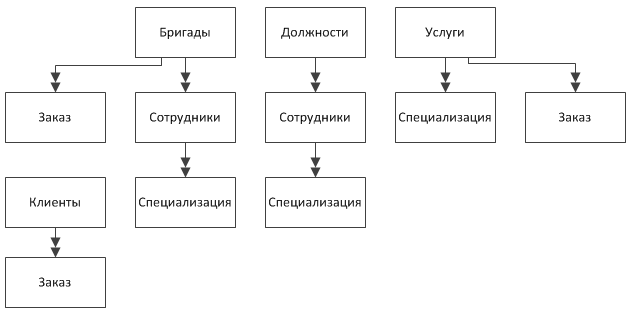 Бригады
Должности
Услуги
Заказ
Сотрудники
Сотрудники
Специализация
Заказ
Клиенты
Специализация
Специализация
Заказ